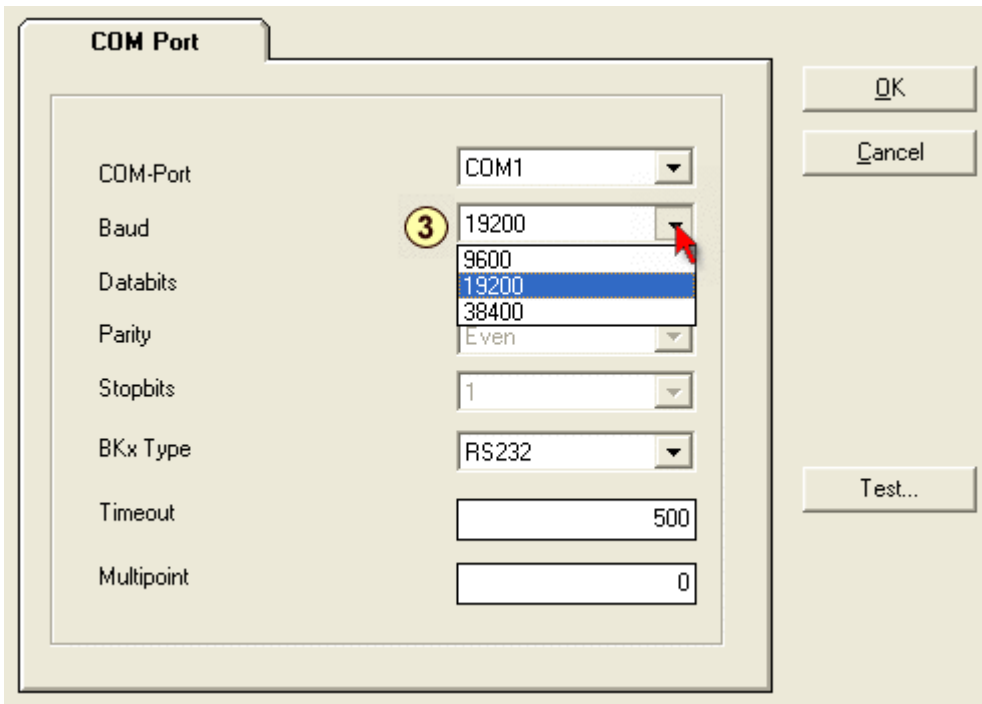 COM Port
OK
Cancel
COM-Port COM1
Baud 3 19200
9600
Databits 19200
38400
Parity Even
Stopbits 1
BKx Type RS232
Test...
Timeout 500
Multipoint 0